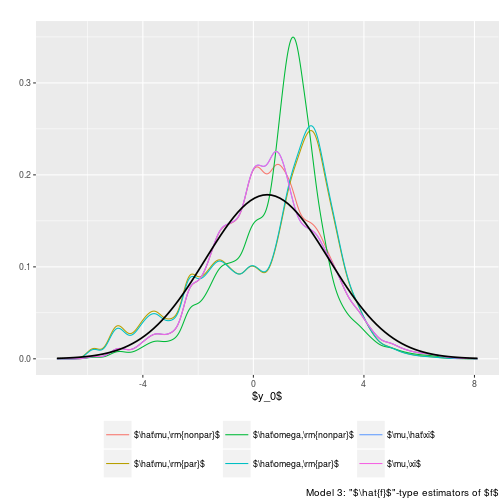 0.3
0.2
0.1
0.0
-4 0 4 8
$y_0$
$\hat\mu,\rm{nonpar}$ $\hat\omega,\rm{nonpar}$ $\mu,\hat\xi$
$\hat\mu,\rm{par}$ $\hat\omega,\rm{par}$ $\mu,\xi$
Model 3: "$\hat{f}$"-type estimators of $f$